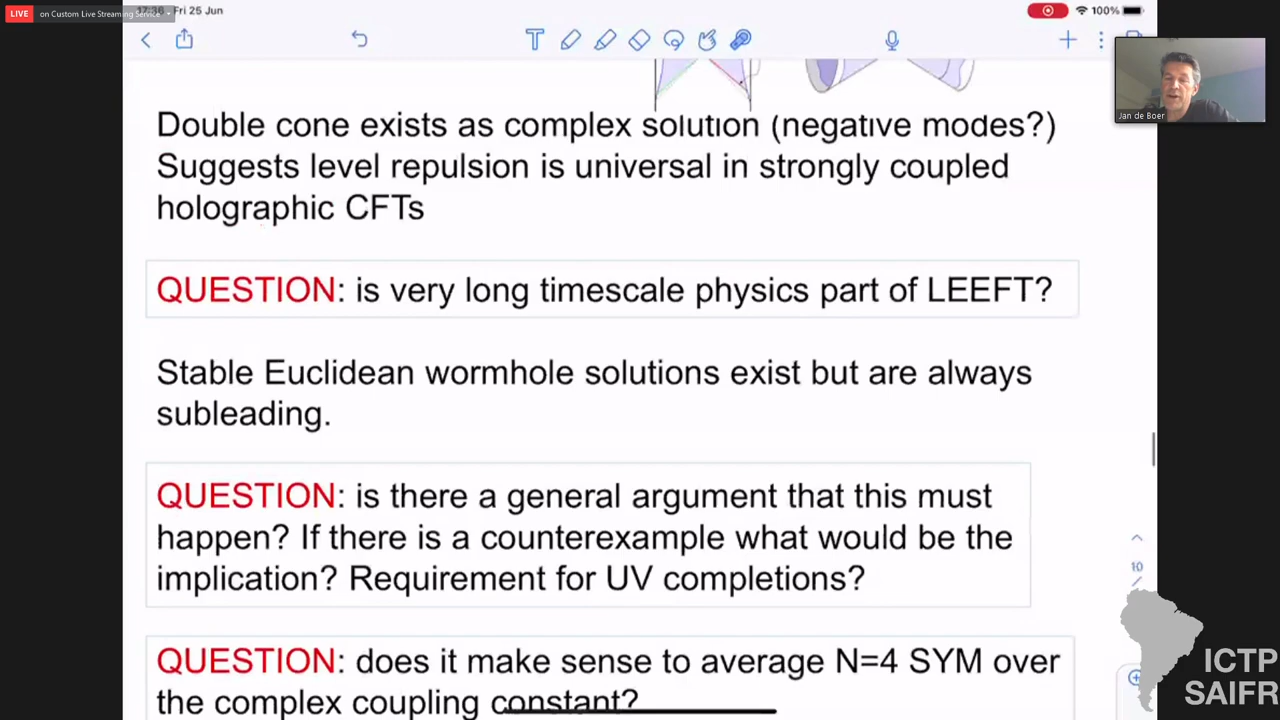 LIVE on Custom Live Streaming Service
Fri 25 Jun
100%
Jan de Boer
Double cone exists as complex solution (negative modes?)
Suggests level repulsion is universal in strongly coupled
holographic CFTs
QUESTION: is very long timescale physics part of LEEFT?
Stable Euclidean wormhole solutions exist but are always
subleading.
QUESTION: is there a general argument that this must
happen? If there is a counterexample what would be the
implication? Requirement for UV completions?
10
QUESTION: does it make sense to average N=4 SYM over
the complex coupling constant?
ICTP
SAIFR